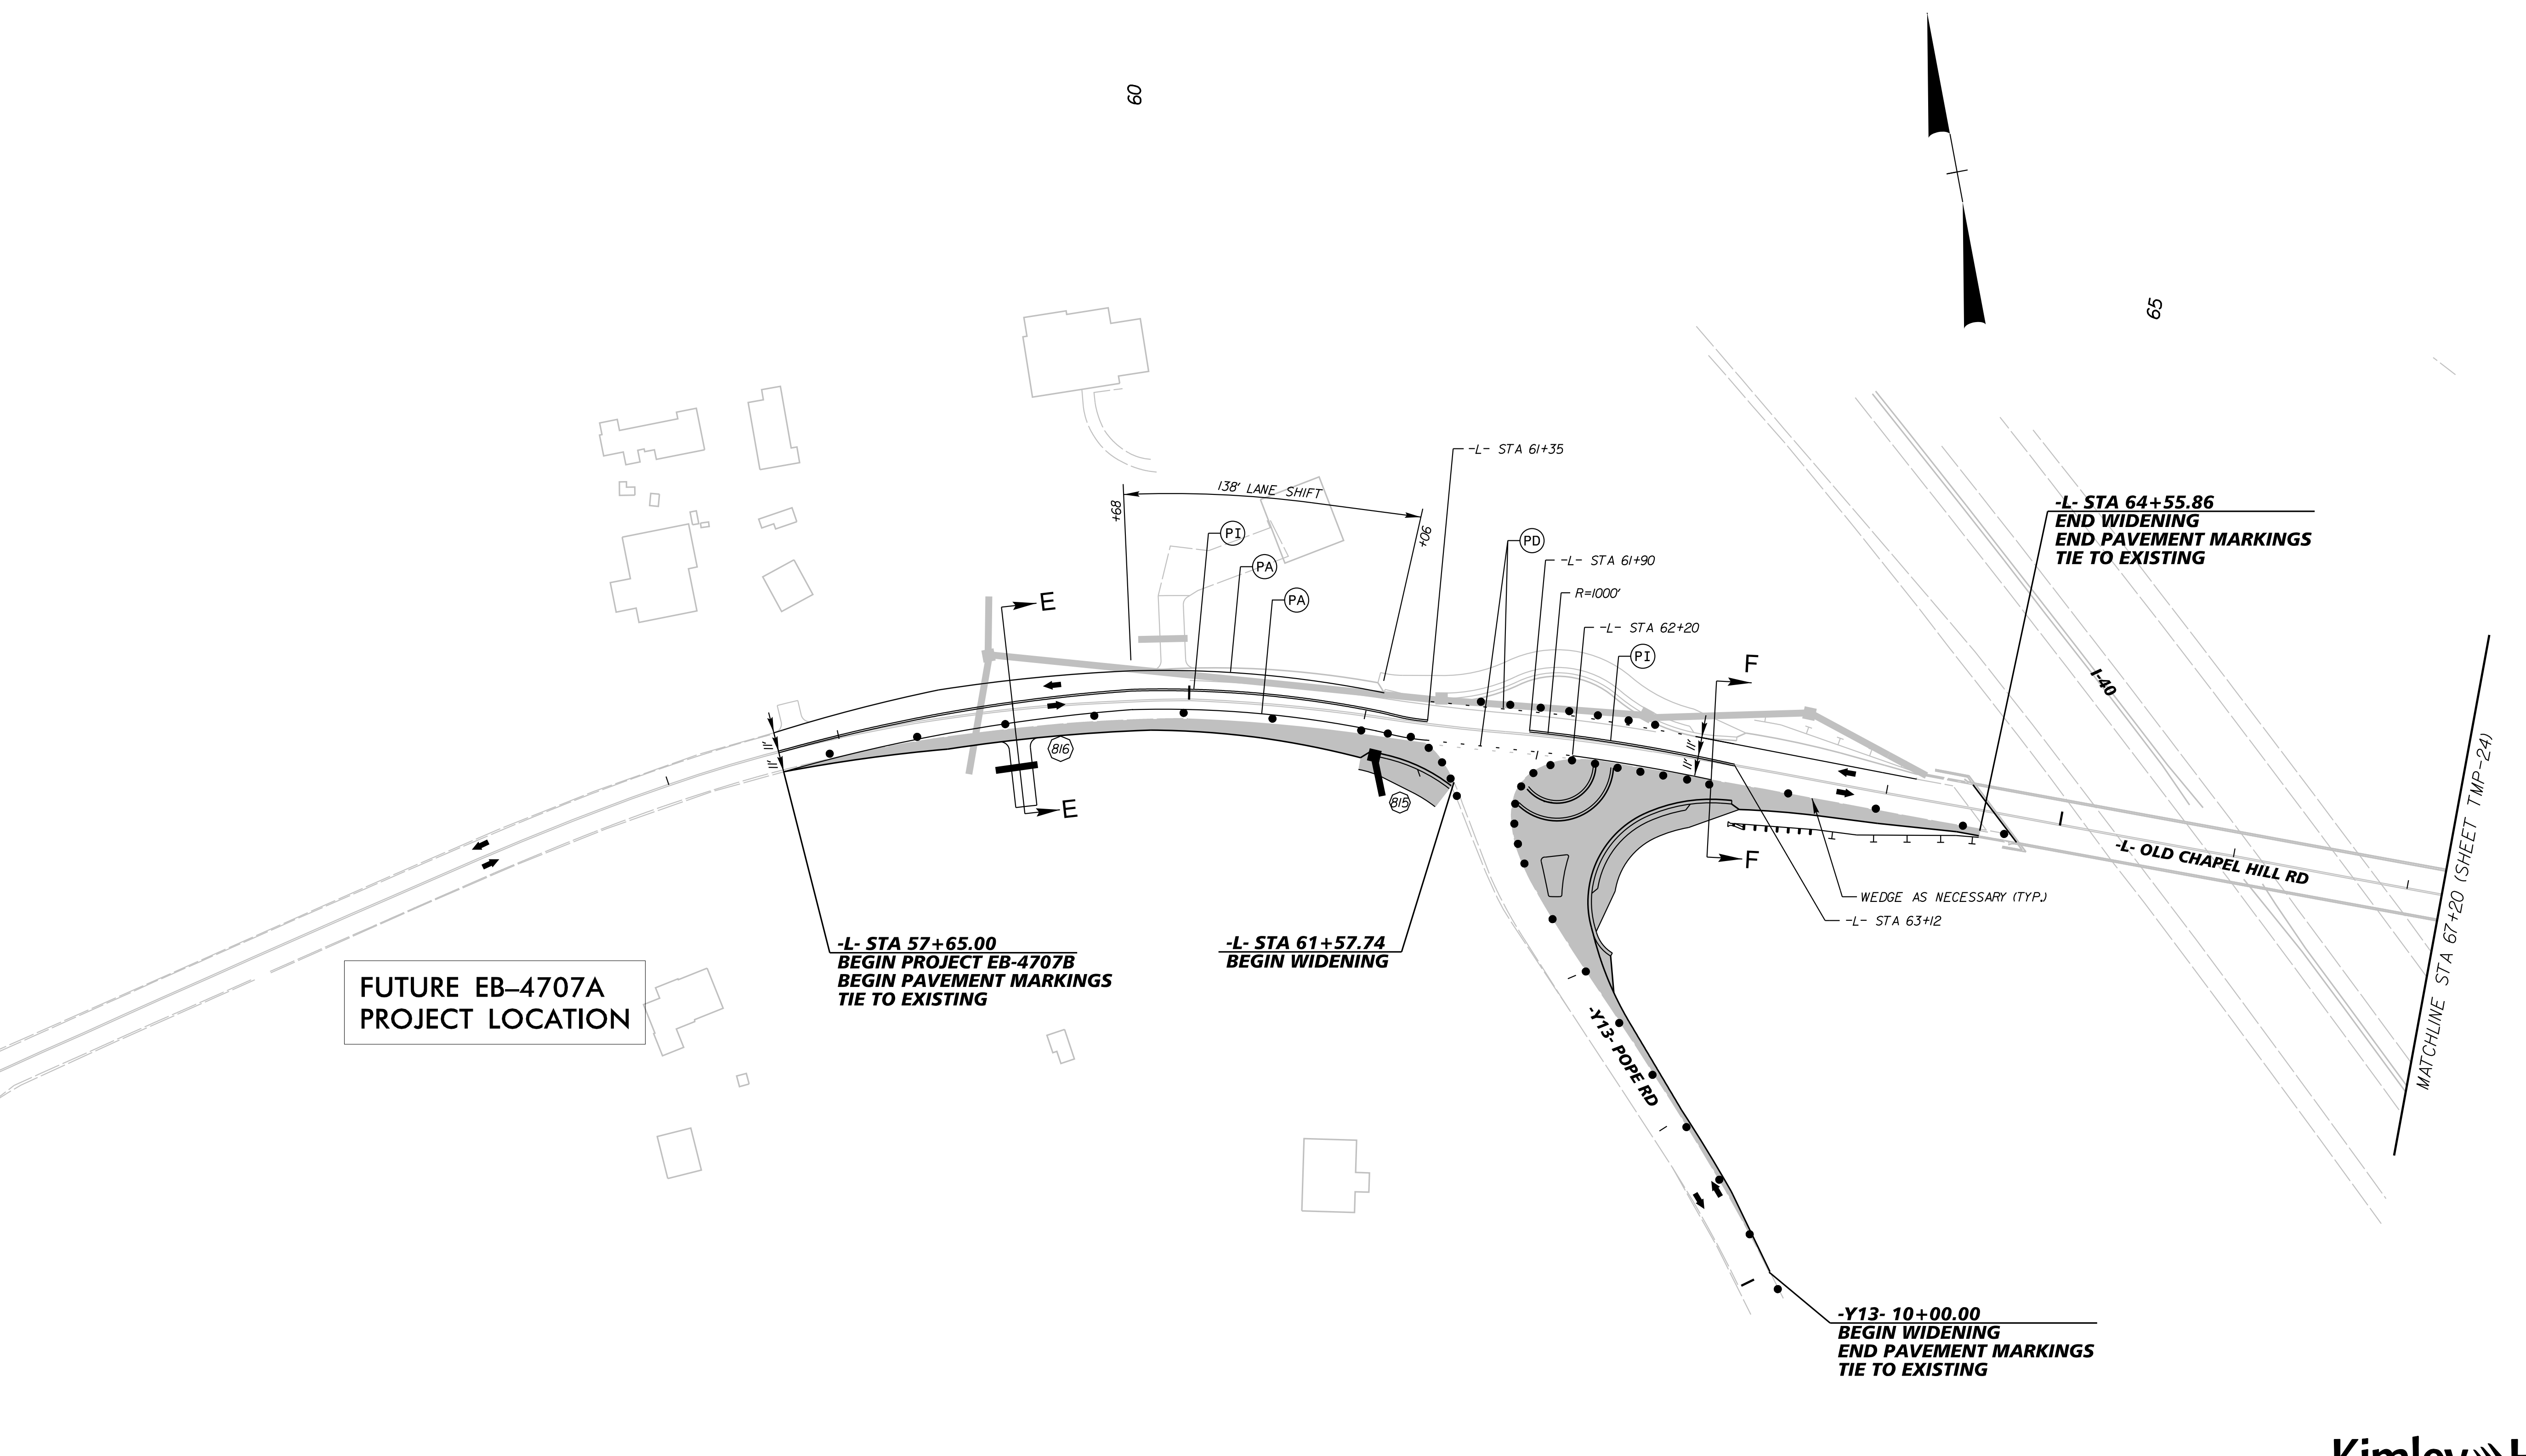 60
65
-L- STA 61+35
138' LANE SHIFT
+68
+06
PI
PA
PA
PD
-L- STA 61+90
R=1000'
-L- STA 62+20
PI
-L- STA 64+55.86
END WIDENING
END PAVEMENT MARKINGS
TIE TO EXISTING
E
E
F
F
I-40
11'
11'
11'
11'
816
815
-L- OLD CHAPEL HILL RD
MATCHLINE STA 67+20 (SHEET TMP-24)
WEDGE AS NECESSARY (TYP.)
-L- STA 63+12
-L- STA 57+65.00
BEGIN PROJECT EB-4707B
BEGIN PAVEMENT MARKINGS
TIE TO EXISTING
-L- STA 61+57.74
BEGIN WIDENING
FUTURE EB–4707A
PROJECT LOCATION
-Y13- POPE RD
-Y13- 10+00.00
BEGIN WIDENING
END PAVEMENT MARKINGS
TIE TO EXISTING
Kimley»H